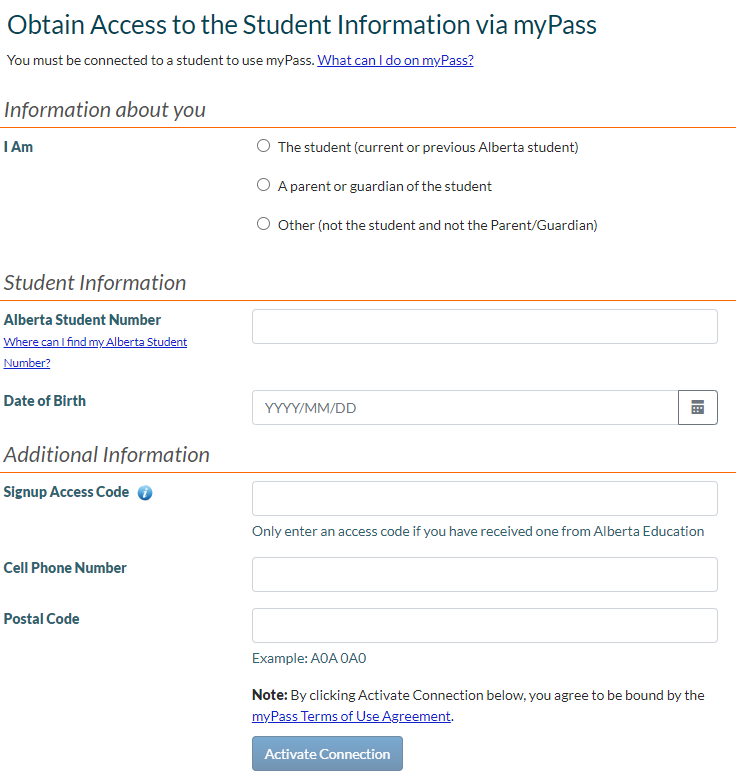 Obtain Access to the Student Information via myPass
You must be connected to a student to use myPass. What can I do on myPass?
Information about you
I Am
The student (current or previous Alberta student)
A parent or guardian of the student
Other (not the student and not the Parent/Guardian)
Student Information
Alberta Student Number
Where can I find my Alberta Student
Number?
Date of Birth
YYYY/MM/DD
Additional Information
Signup Access Code i
Only enter an access code if you have received one from Alberta Education
Cell Phone Number
Postal Code
Example: A0A 0A0
Note: By clicking Activate Connection below, you agree to be bound by the
myPass Terms of Use Agreement.
Activate Connection